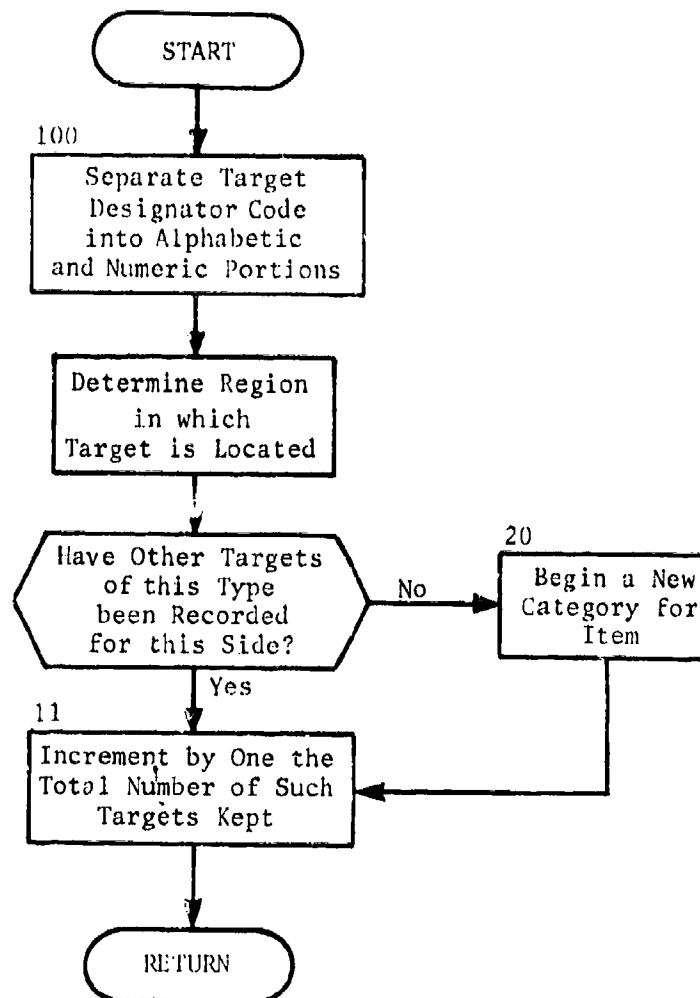 START
100
Separate Target
Designator Code
into Alphabetic
and Numeric Portions
Determine Region
in which
Target is Located
Have Other Targets
of this Type
been Recorded
for this Side?
No
20
Begin a New
Category for
Item
Yes
11
Increment by One the
Total Number of Such
Targets Kept
RETURN